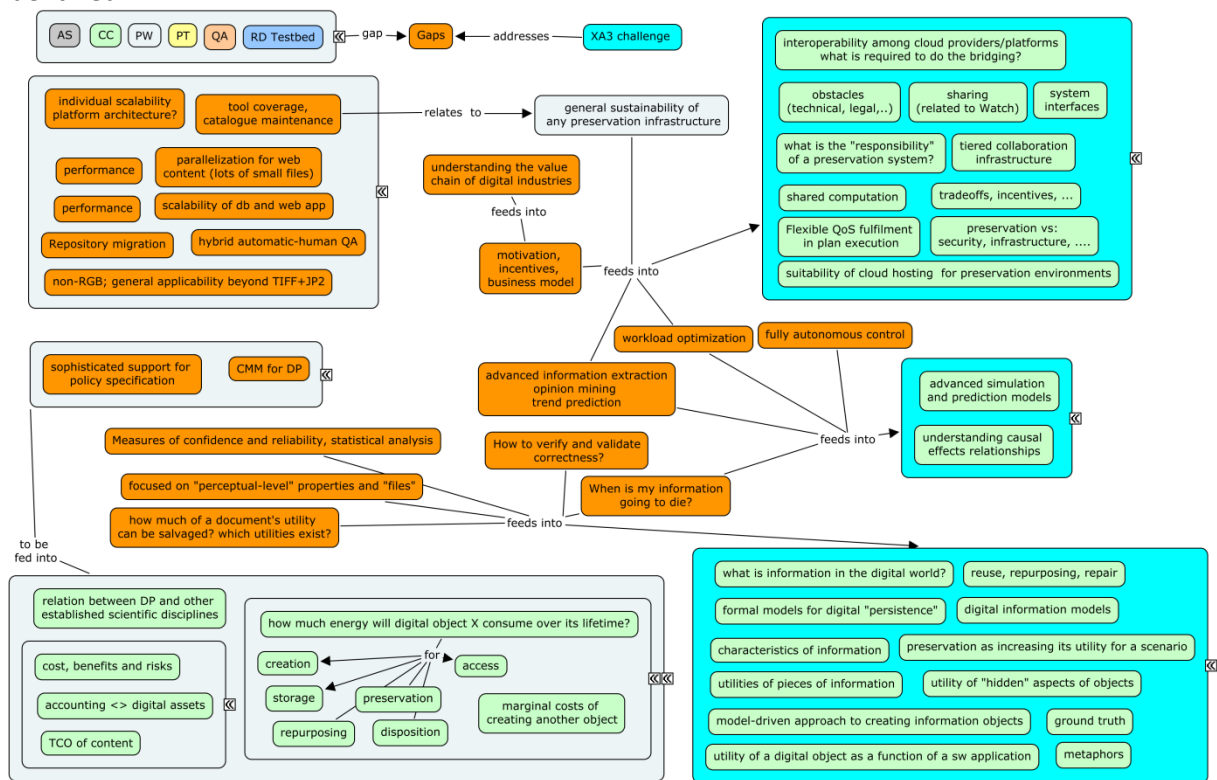 AS
CC
PW
PT
QA
RD Testbed
gap
Gaps
addresses
XA3 challenge
individual scalability
platform architecture?
tool coverage,
catalogue maintenance
performance
parallelization for web
content (lots of small files)
performance
scalability of db and web app
Repository migration
hybrid automatic-human QA
non-RGB; general applicability beyond TIFF+JP2
relates to
general sustainability of
any preservation infrastructure
understanding the value
chain of digital industries
feeds into
motivation,
incentives,
business model
feeds into
interoperability among cloud providers/platforms
what is required to do the bridging?
obstacles
(technical, legal,..)
sharing
(related to Watch)
system
interfaces
what is the "responsibility"
of a preservation system?
tiered collaboration
infrastructure
shared computation
tradeoffs, incentives, ...
Flexible QoS fulfilment
in plan execution
preservation vs:
security, infrastructure, ....
suitability of cloud hosting for preservation environments
workload optimization
fully autonomous control
advanced information extraction
opinion mining
trend prediction
feeds into
advanced simulation
and prediction models
understanding causal
effects relationships
sophisticated support for
policy specification
CMM for DP
Measures of confidence and reliability, statistical analysis
How to verify and validate
correctness?
focused on "perceptual-level" properties and "files"
When is my information
going to die?
how much of a document's utility
can be salvaged? which utilities exist?
feeds into
to be
fed into
relation between DP and other
established scientific disciplines
cost, benefits and risks
accounting <> digital assets
TCO of content
how much energy will digital object X consume over its lifetime?
for
creation
access
storage
preservation
repurposing
disposition
marginal costs of
creating another object
what is information in the digital world?
reuse, repurposing, repair
formal models for digital "persistence"
digital information models
characteristics of information
preservation as increasing its utility for a scenario
utilities of pieces of information
utility of "hidden" aspects of objects
model-driven approach to creating information objects
ground truth
utility of a digital object as a function of a sw application
metaphors